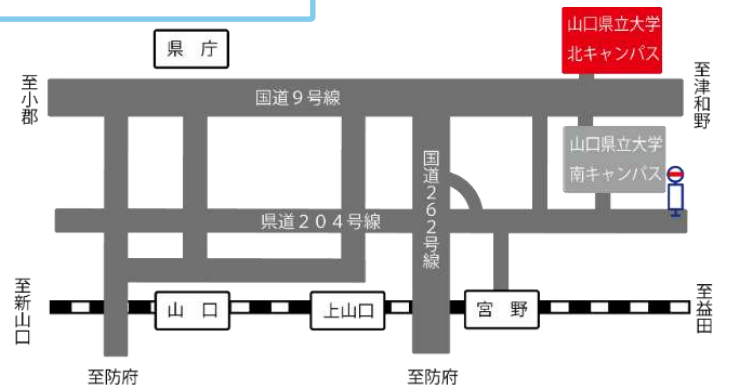 山口県立大学
北キャンパス
県 庁
至小郡
国道９号線
至津和野
山口県立大学
南キャンパス
国道２６２号線
県道２０４号線
至新山口
山 口
上山口
宮 野
至益田
至防府
至防府